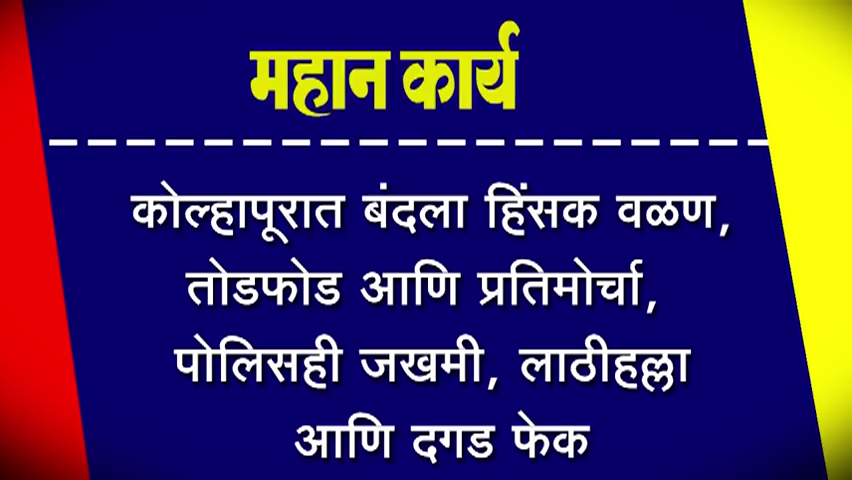 महान कार्य
कोल्हापूरात बंदला हिंसक वळण,
तोडफोड आणि प्रतिमोर्चा,
पोलिसही जखमी, लाठीहल्ला
आणि दगड फेक